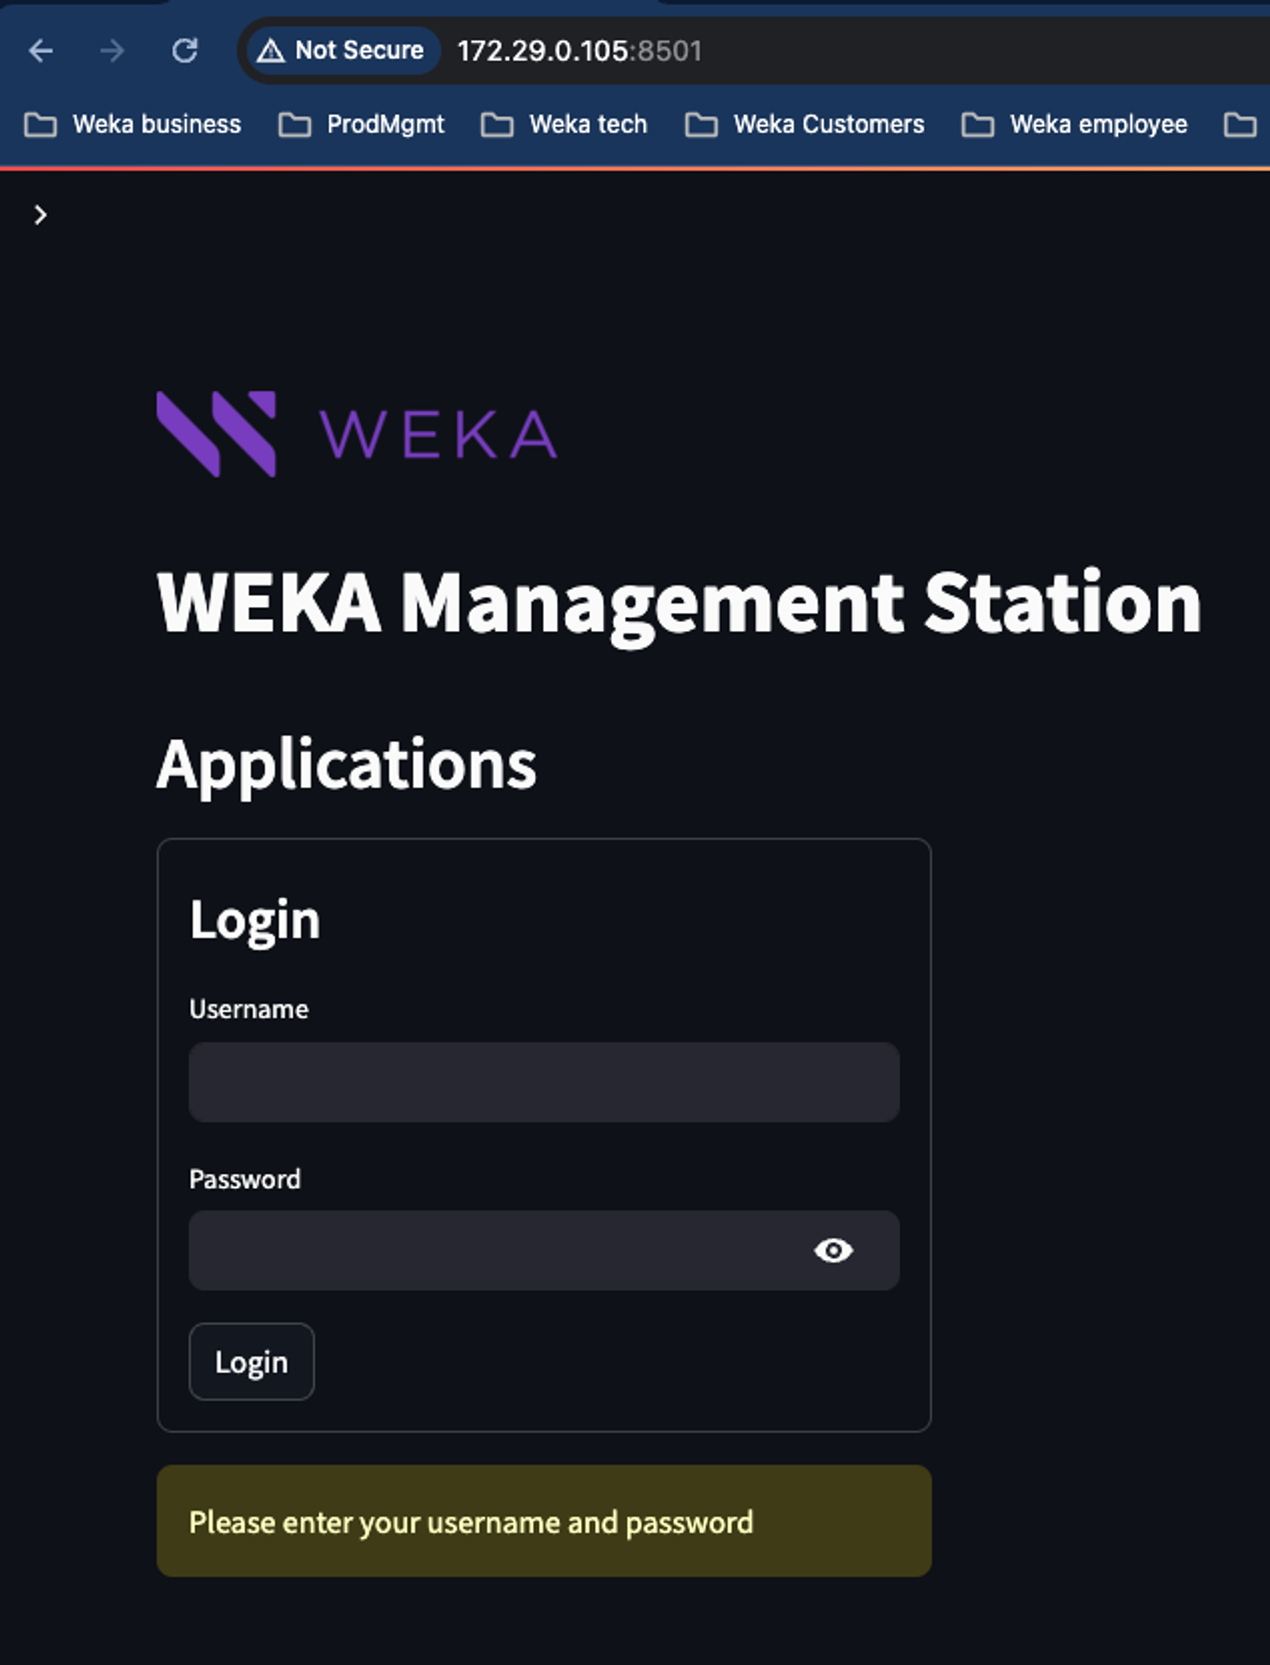 Not Secure 172.29.0.105:8501
Weka business ProdMgmt Weka tech Weka Customers Weka employee
WEKA
WEKA Management Station
Applications
Login
Username
Password
Login
Please enter your username and password